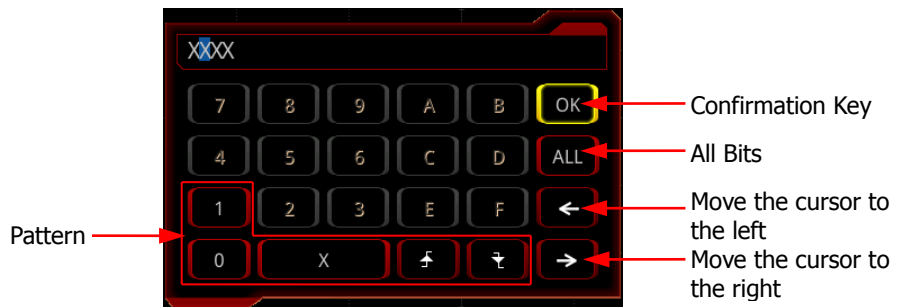 XXXX
7 8 9 A B OK
Confirmation Key
4 5 6 C D ALL
All Bits
1 2 3 E F ←
Move the cursor to
the left
Pattern
0 X →
Move the cursor to
the right